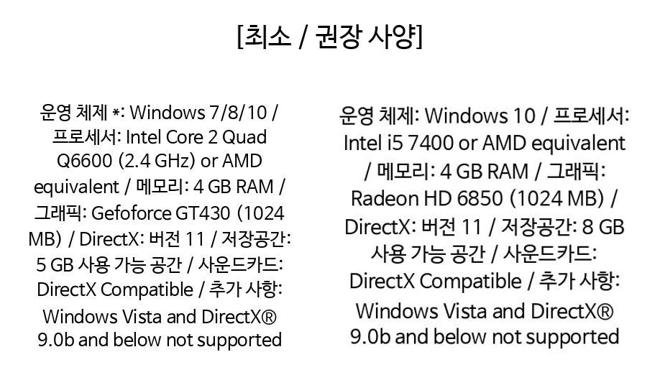 [최소 / 권장 사양]
운영 체제 *: Windows 7/8/10 /
프로세서: Intel Core 2 Quad
Q6600 (2.4 GHz) or AMD
equivalent / 메모리: 4 GB RAM /
그래픽: Gefoforce GT430 (1024
MB) / DirectX: 버전 11 / 저장공간:
5 GB 사용 가능 공간 / 사운드카드:
DirectX Compatible / 추가 사항:
Windows Vista and DirectX®
9.0b and below not supported
운영 체제: Windows 10 / 프로세서:
Intel i5 7400 or AMD equivalent
/ 메모리: 4 GB RAM / 그래픽:
Radeon HD 6850 (1024 MB) /
DirectX: 버전 11 / 저장공간: 8 GB
사용 가능 공간 / 사운드카드:
DirectX Compatible / 추가 사항:
Windows Vista and DirectX®
9.0b and below not supported